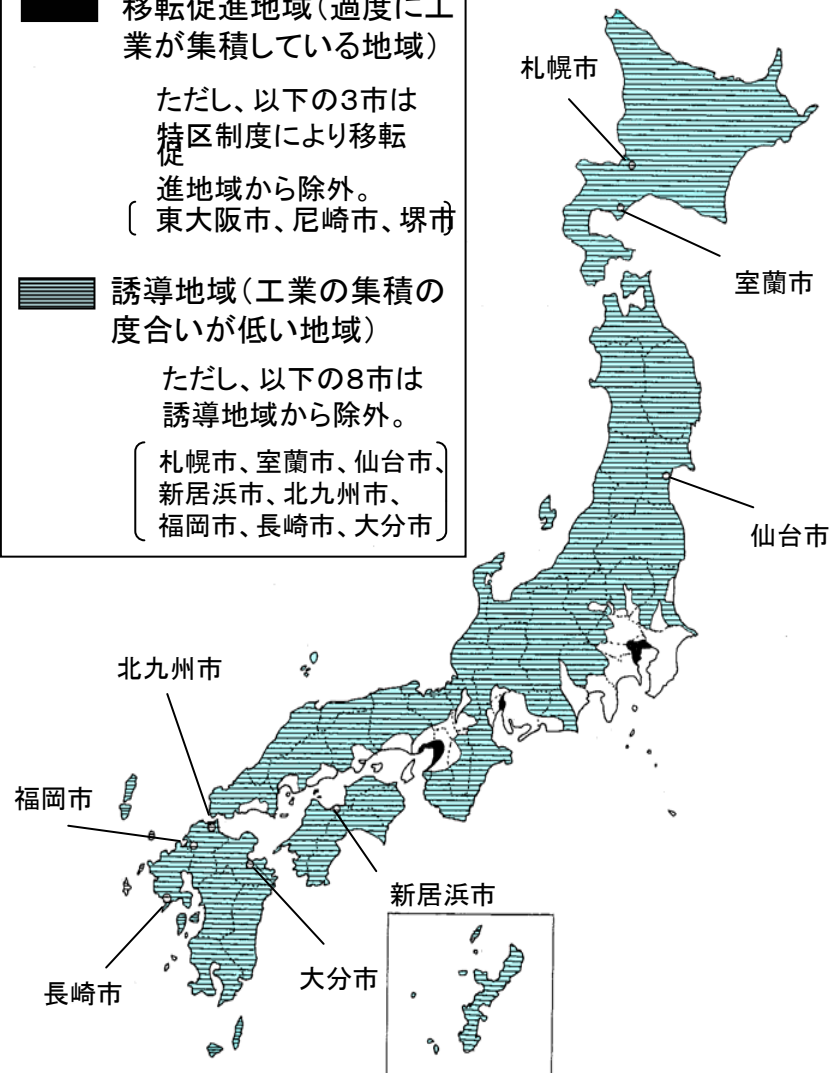 移転促進地域（過度に工
業が集積している地域）
ただし、以下の3市は
特区制度により移転
促
進地域から除外。
東大阪市、尼崎市、堺市
誘導地域（工業の集積の
度合いが低い地域）
ただし、以下の８市は
誘導地域から除外。
札幌市、室蘭市、仙台市、
新居浜市、北九州市、
福岡市、長崎市、大分市
札幌市
室蘭市
仙台市
北九州市
福岡市
新居浜市
大分市
長崎市